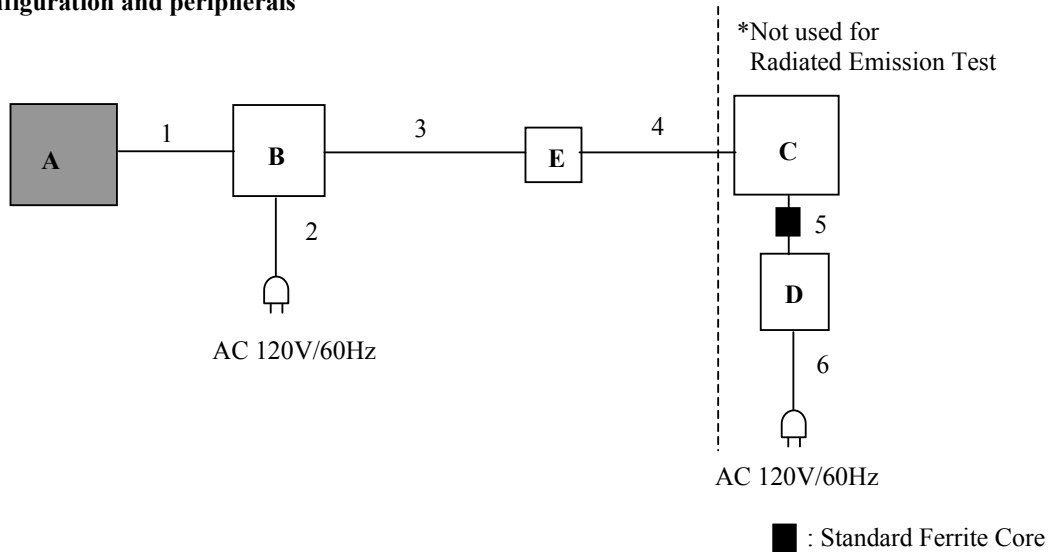 *Not used for
Radiated Emission Test
A
1
B
3
E
4
C
2
5
D
AC 120V/60Hz
6
AC 120V/60Hz
: Standard Ferrite Core
and peripherals